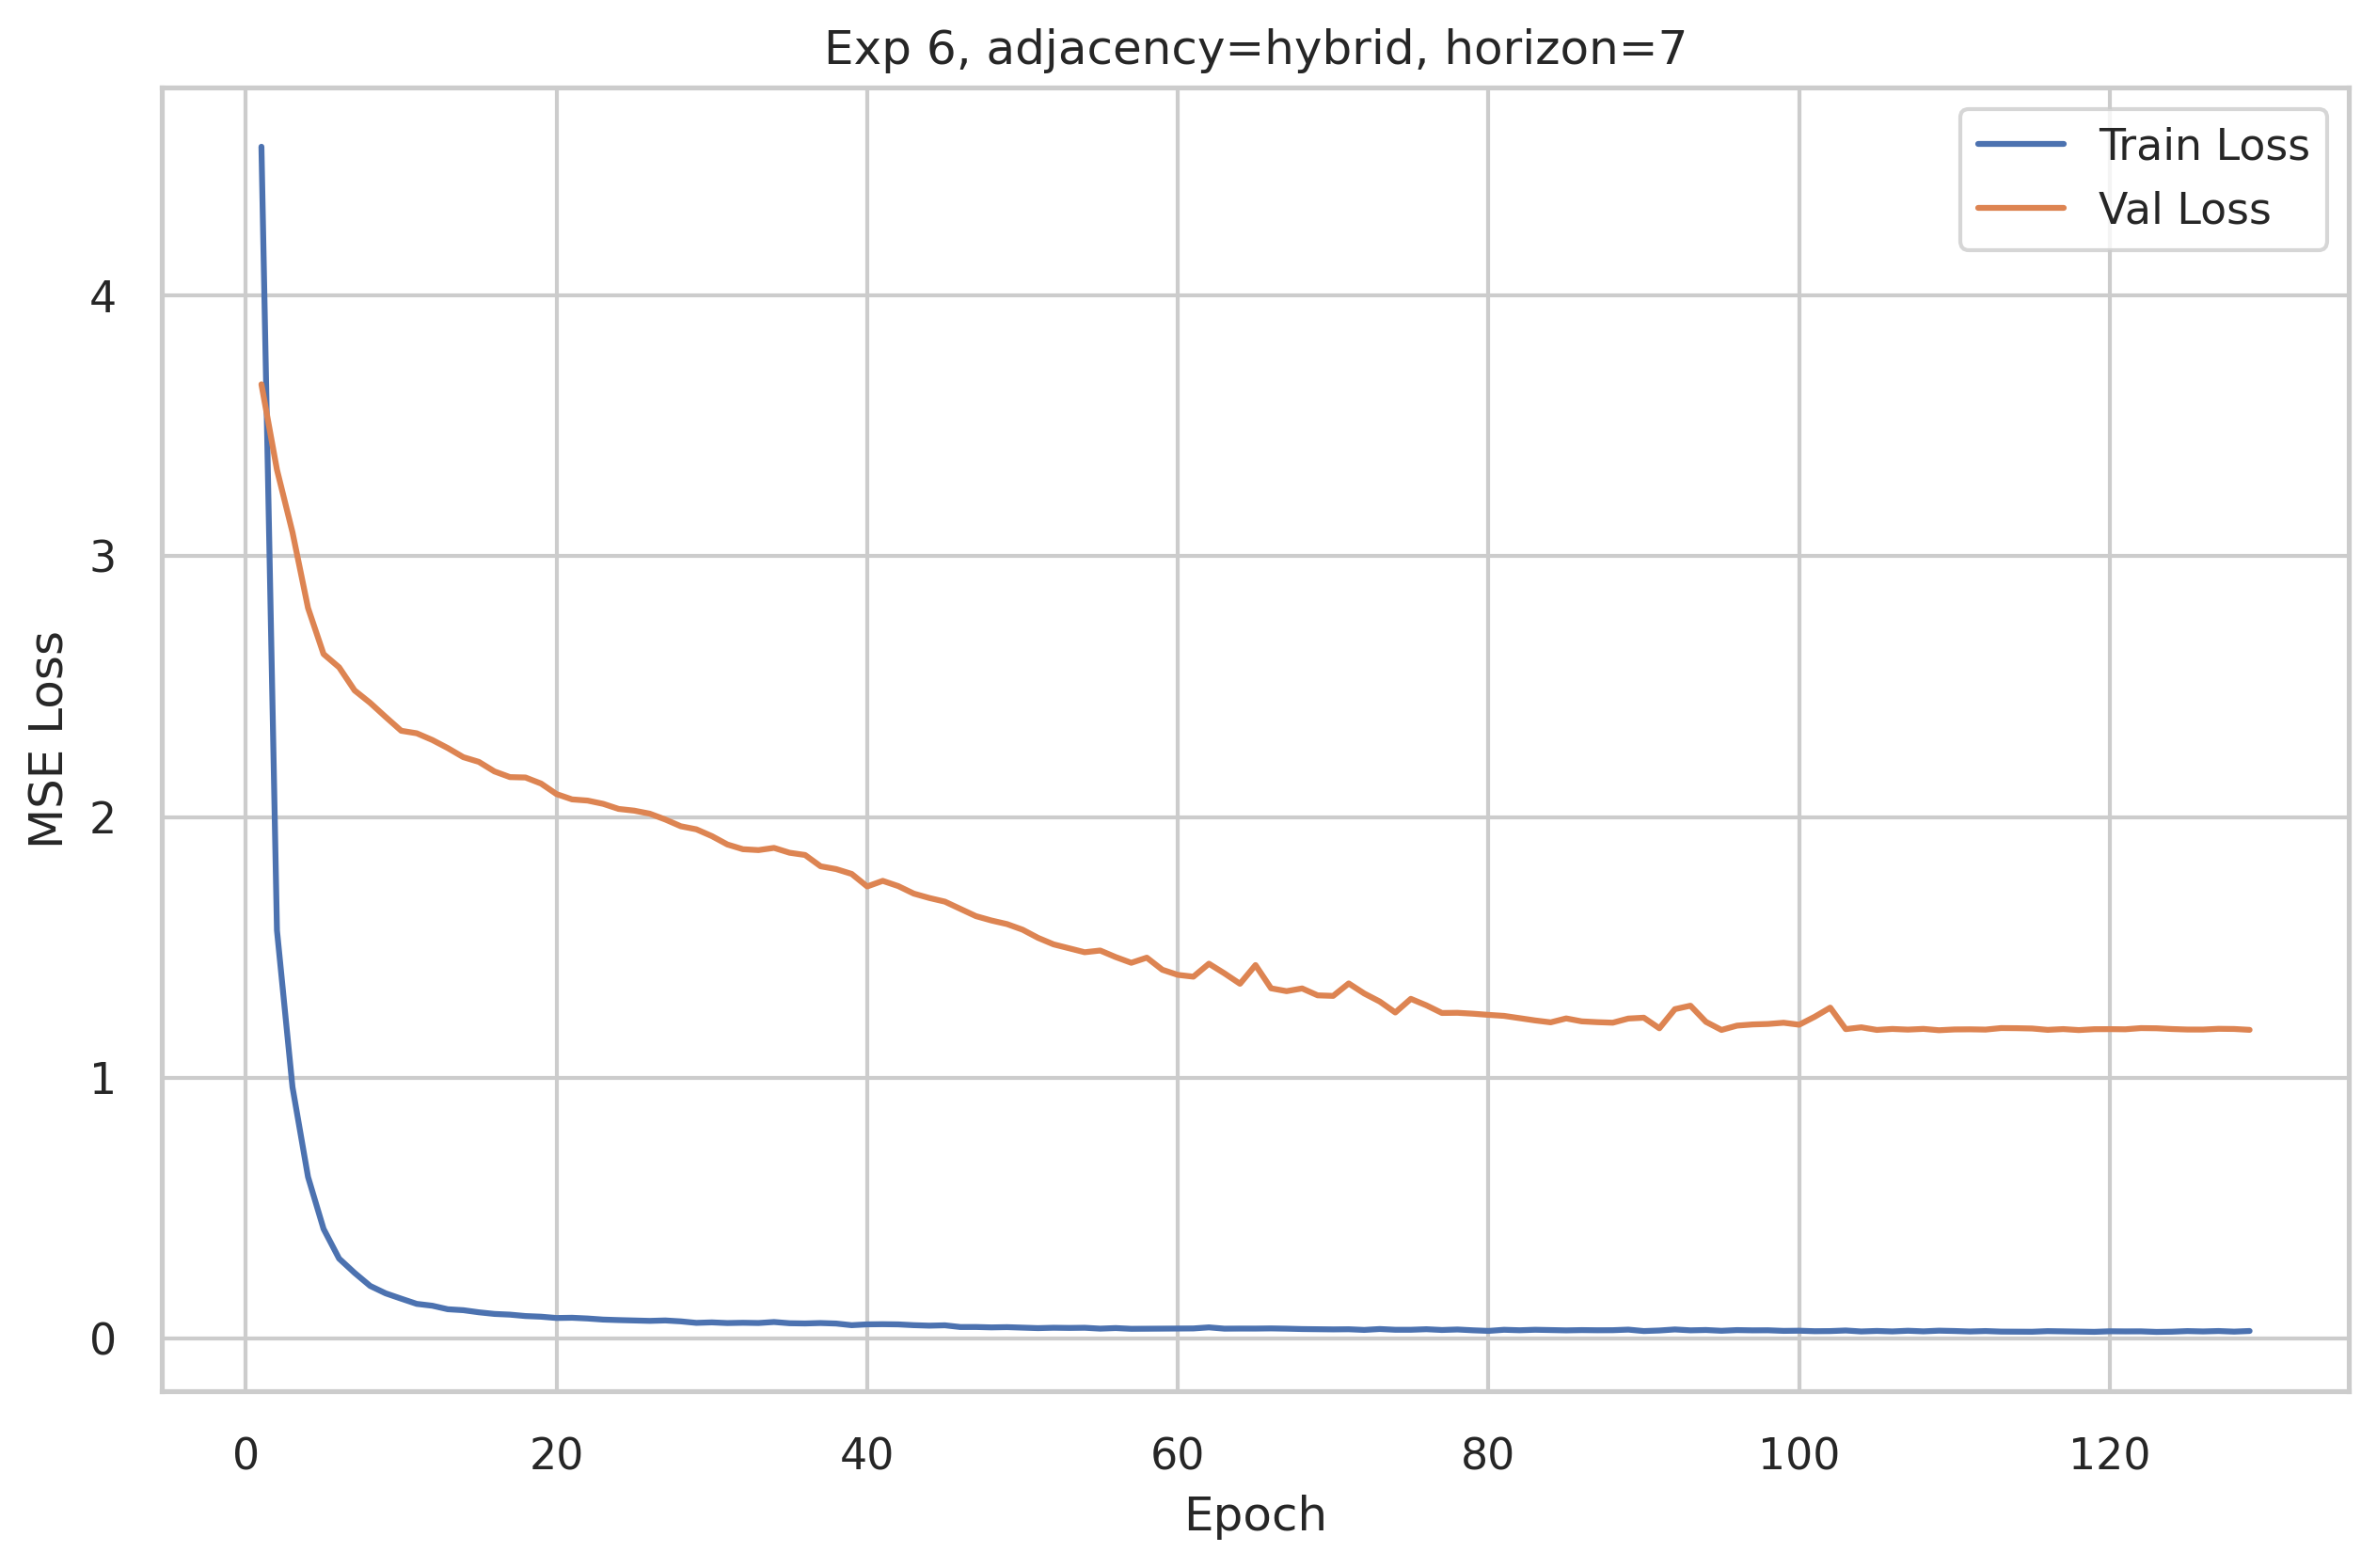 Exp 6, adjacency=hybrid, horizon=7
Train Loss
Val Loss
4
3
2
1
0
MSE Loss
0 20 40 60 80 100 120
Epoch